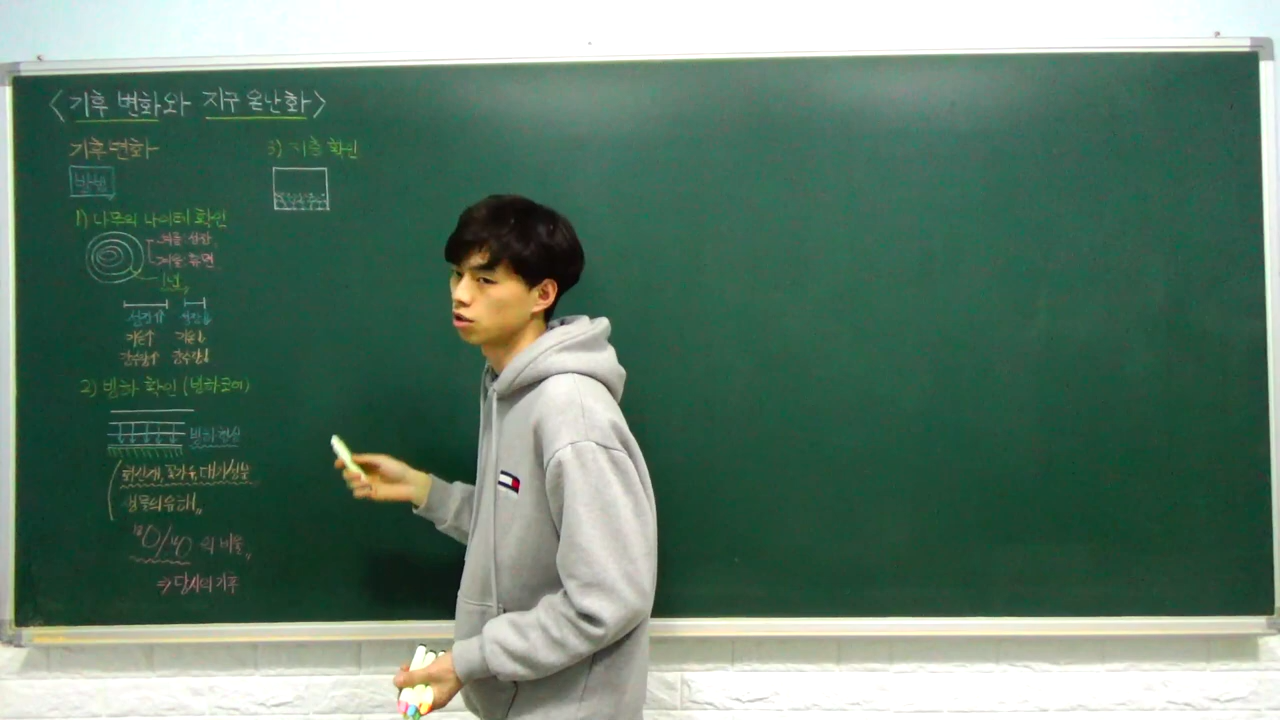 <기후 변화와 지구 온난화>
기후변화
방법
1) 나무의 나이테 확인
여름:성장
겨울:휴면
1년
성장↑ 성장↓
기온↑ 기온↓
강수량↑ 강수량↓
2) 빙하 확인 (빙하코어)
빙하 형성
화산재, 꽃가루, 대기성분
생물의유해
¹⁸O/¹⁶O 의 비율
⇒ 당시의 기후
3) 지층 확인